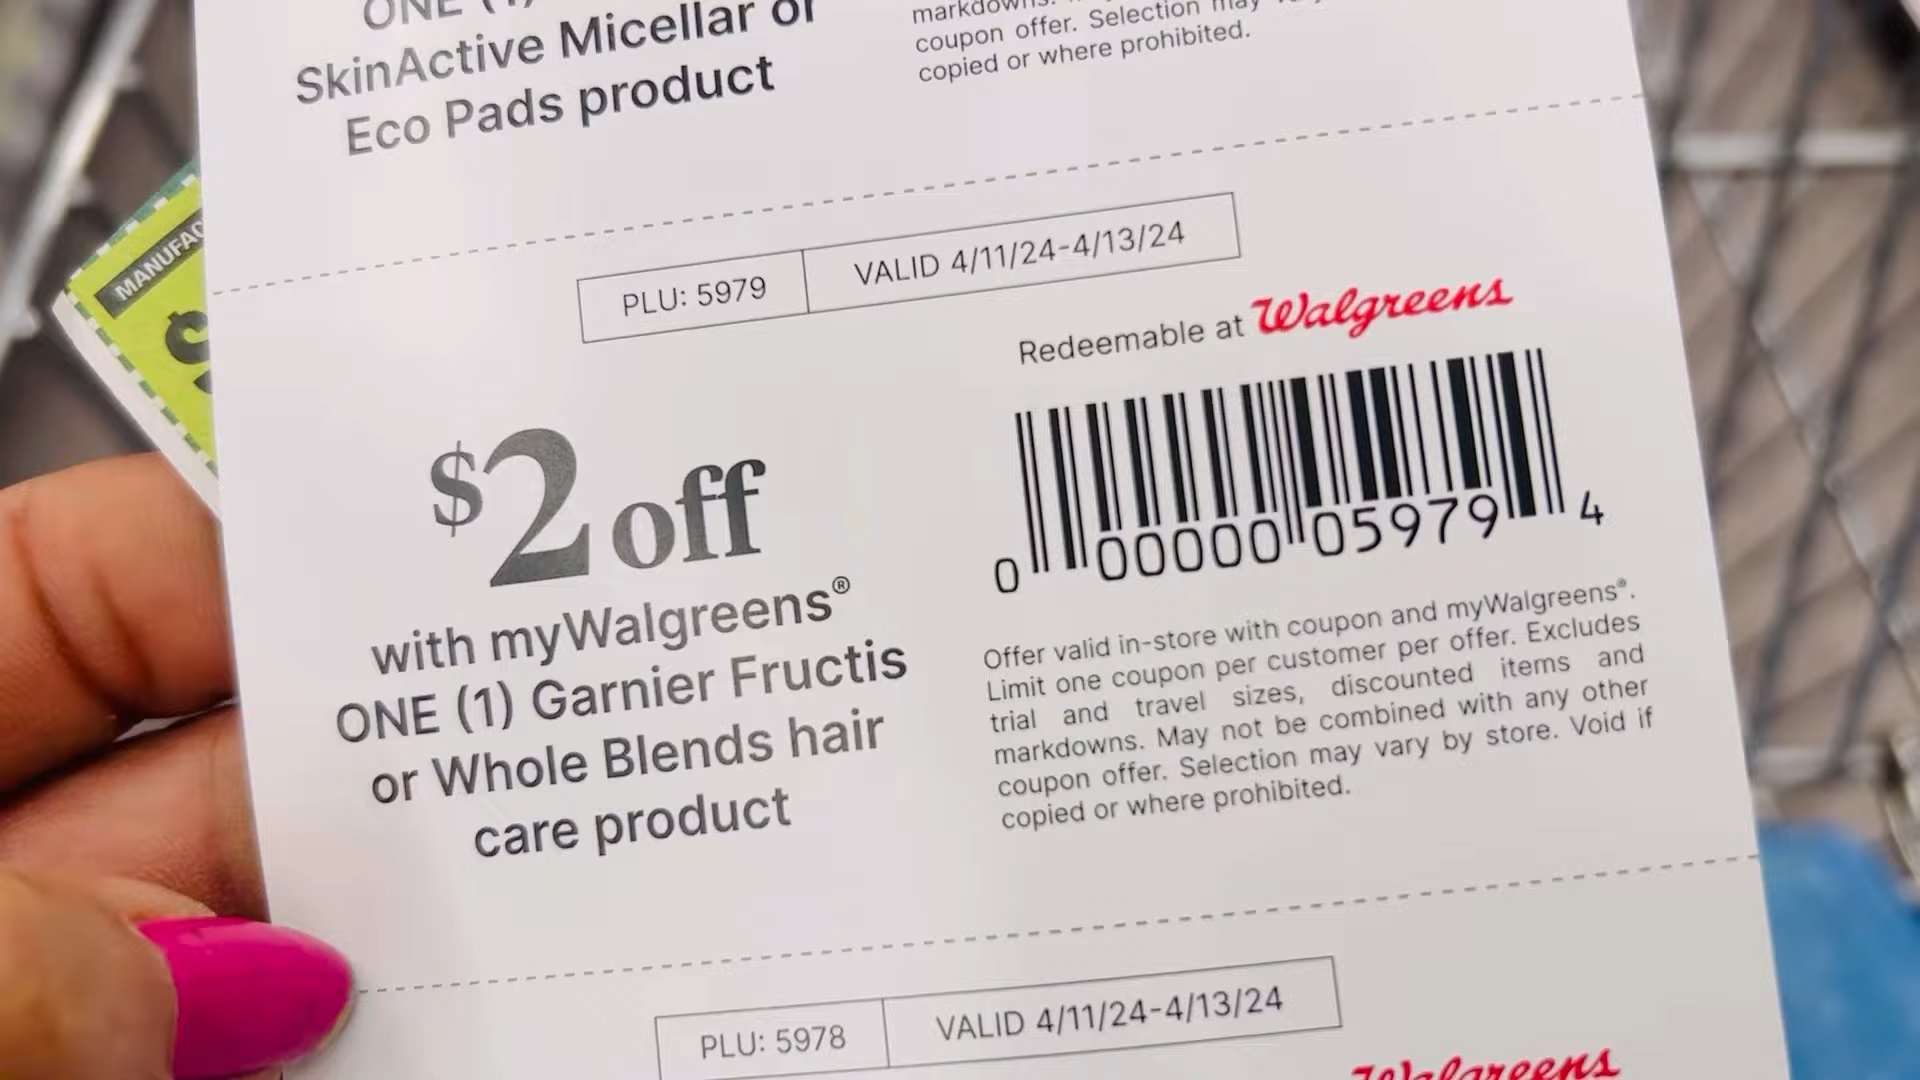 ONE (1)
SkinActive Micellar or
Eco Pads product
markdowns.
coupon offer. Selection may
copied or where prohibited.
MANUFAC
$
PLU: 5979
VALID 4/11/24-4/13/24
Redeemable at Walgreens
0 00000 05979 4
$2 off
with myWalgreens®
ONE (1) Garnier Fructis
or Whole Blends hair
care product
Offer valid in-store with coupon and myWalgreens®.
Limit one coupon per customer per offer. Excludes
trial and travel sizes, discounted items and
markdowns. May not be combined with any other
coupon offer. Selection may vary by store. Void if
copied or where prohibited.
PLU: 5978
VALID 4/11/24-4/13/24
Walgreens